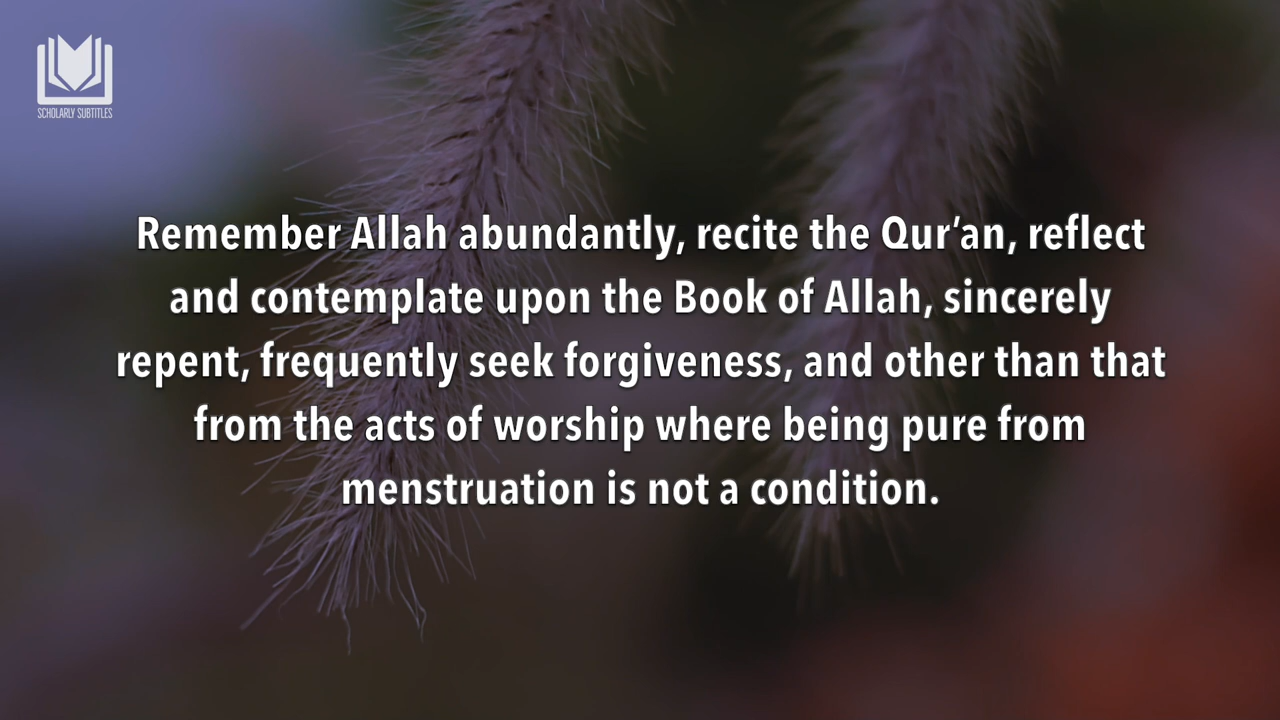 SCHOLARLY SUBTITLES
Remember Allah abundantly, recite the Qur’an, reflect
and contemplate upon the Book of Allah, sincerely
repent, frequently seek forgiveness, and other than that
from the acts of worship where being pure from
menstruation is not a condition.